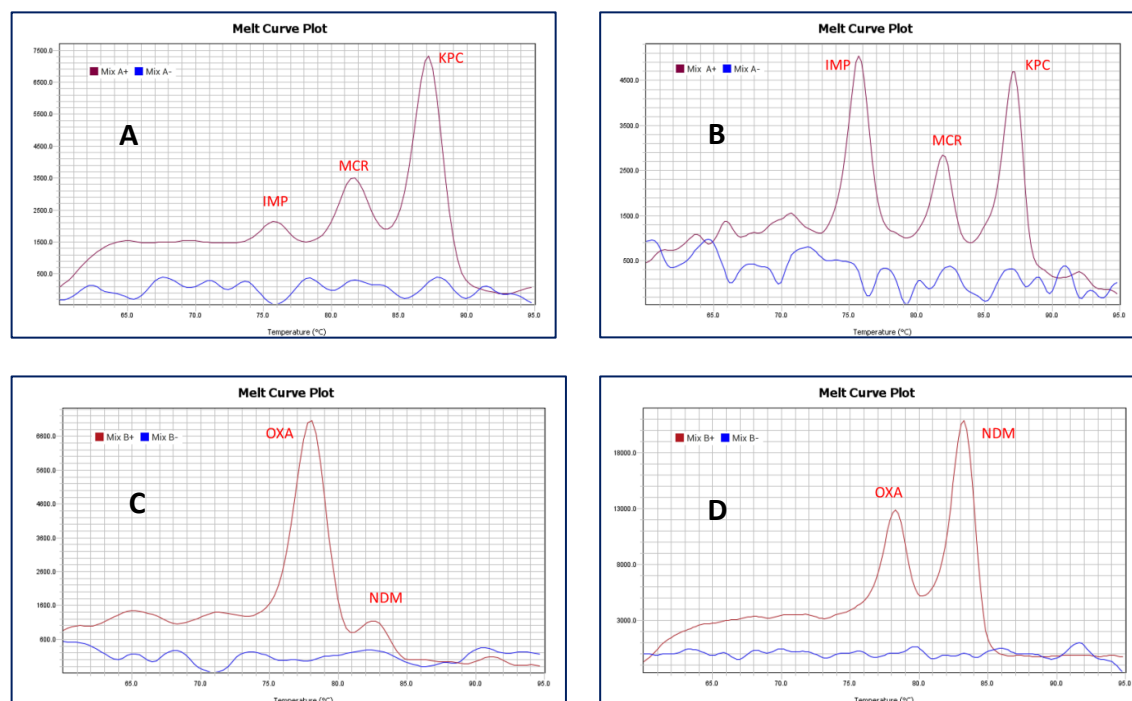 Melt Curve Plot
Mix A+ Mix A-
A
KPC
MCR
IMP
7500.0
6500.0
5500.0
4500.0
3500.0
2500.0
1500.0
500.0
65.0 70.0 75.0 80.0 85.0 90.0 95.0
Temperature (°C)
Melt Curve Plot
Mix A+ Mix A-
B
IMP
KPC
MCR
4500.0
3500.0
2500.0
1500.0
500.0
65.0 70.0 75.0 80.0 85.0 90.0 95.0
Temperature (°C)
Melt Curve Plot
Mix B+ Mix B-
OXA
C
NDM
6600.0
5600.0
4600.0
3600.0
2600.0
1600.0
600.0
65.0 70.0 75.0 80.0 85.0 90.0 95.0
Temperature (°C)
Melt Curve Plot
Mix B+ Mix B-
NDM
OXA
D
18000.0
13000.0
8000.0
3000.0
65.0 70.0 75.0 80.0 85.0 90.0 95.0
Temperature (°C)